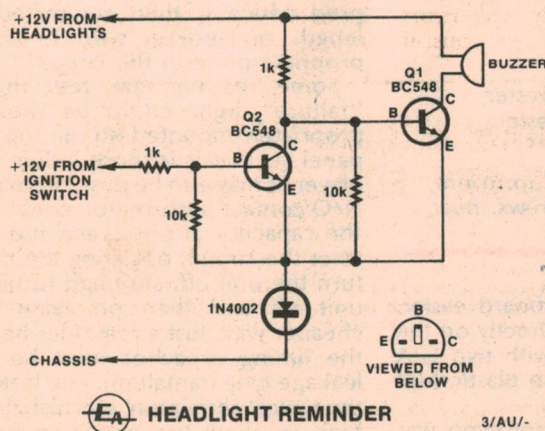 +12V FROM
HEADLIGHTS
1k
Q1
BC548
BUZZER
Q2
BC548
B
C
E
C
B
E
+12V FROM
IGNITION
SWITCH
1k
10k
10k
1N4002
B
E
C
VIEWED FROM
BELOW
CHASSIS
EA
HEADLIGHT REMINDER
3/AU/-